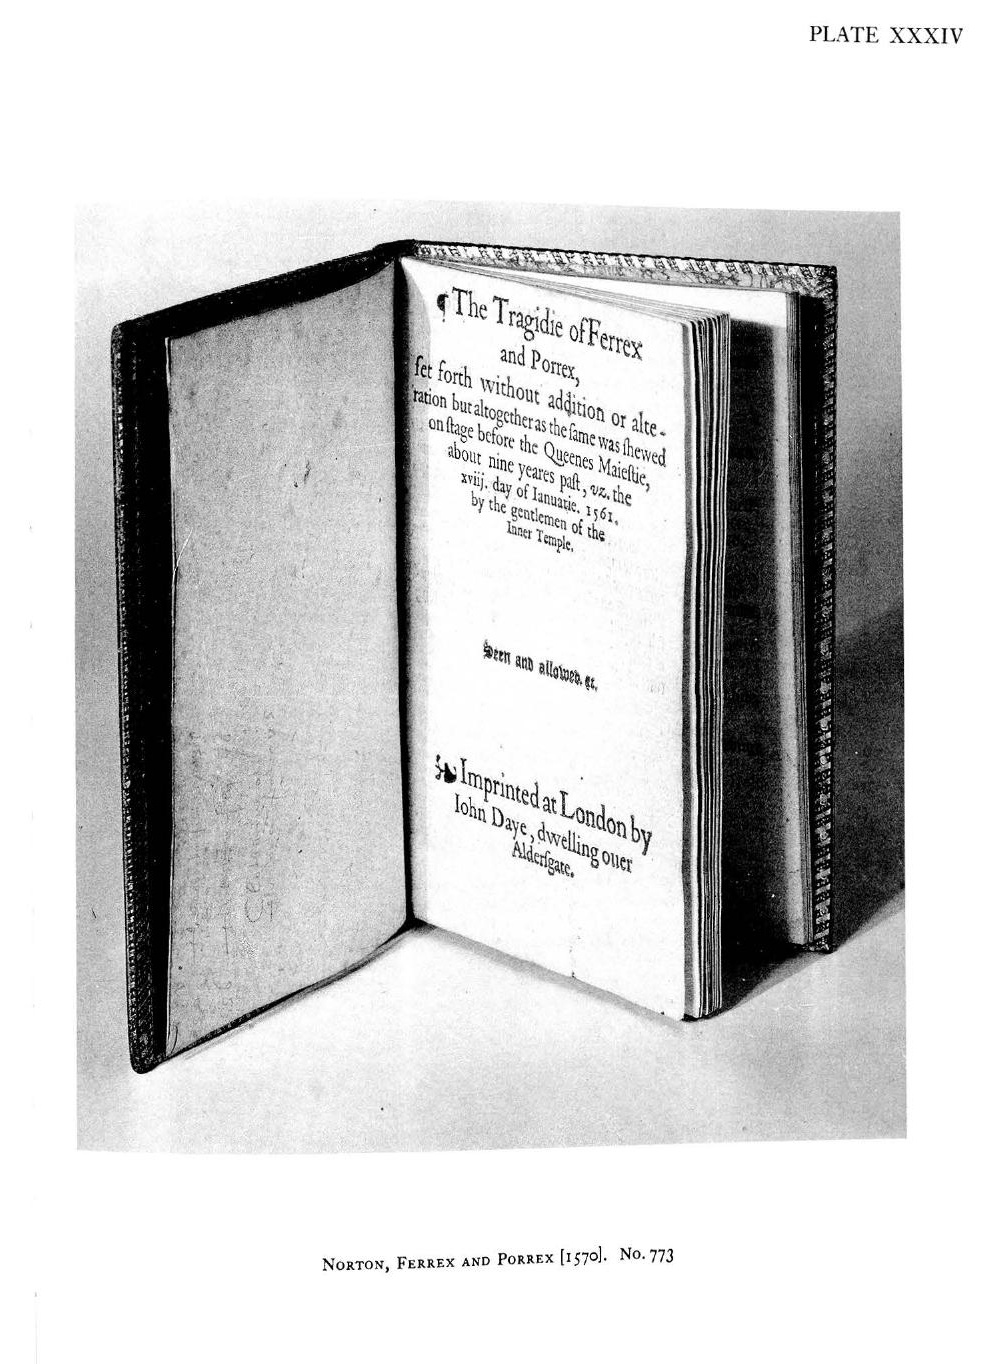 PLATE XXXIV
¶ The Tragidie of Ferrex
and Porrex,
ſet forth without addition or alte-
ration but altogether as the ſame was ſhewed
on ſtage before the Queenes Maieſtie,
about nine yeares paſt, vz. the
xviij. day of Ianuarie. 1561.
by the gentlemen of the
Inner Temple.
Seen and allowed. &c.
❧ Imprinted at London by
Iohn Daye, dwelling ouer
Alderſgate.
NORTON, FERREX AND PORREX [1570]. No. 773